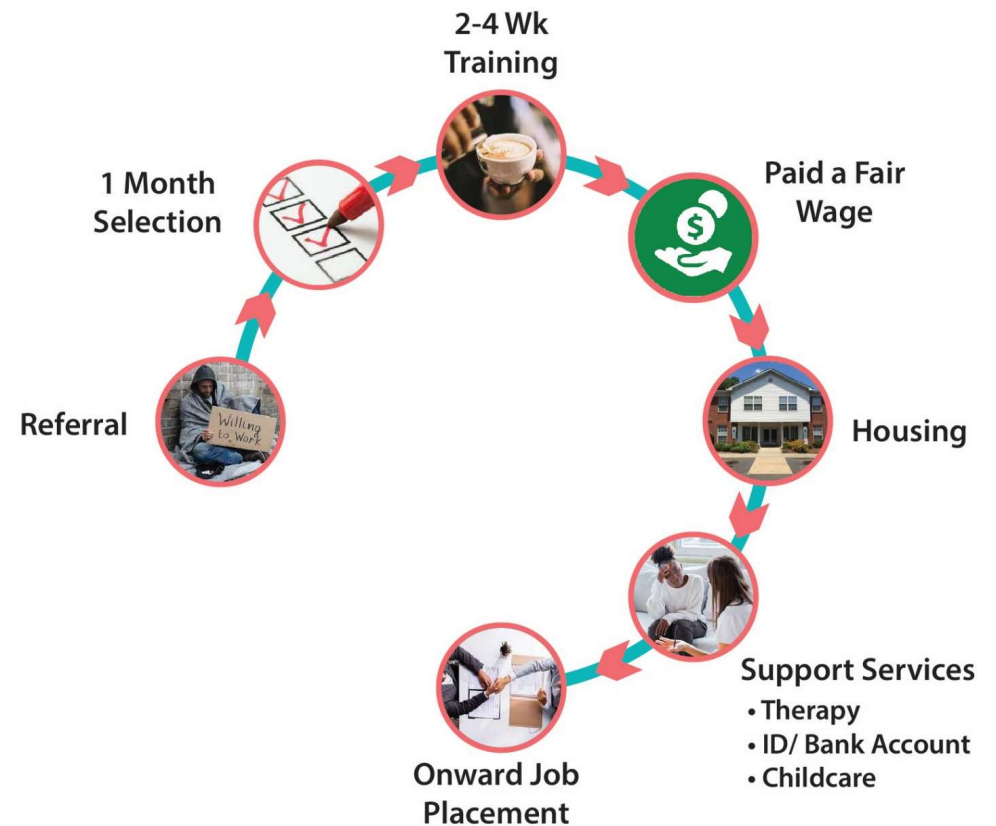 2-4 Wk
Training
1 Month
Selection
Paid a Fair
Wage
$
Referral
Willing
to Work
Housing
Support Services
• Therapy
• ID/ Bank Account
• Childcare
Onward Job
Placement